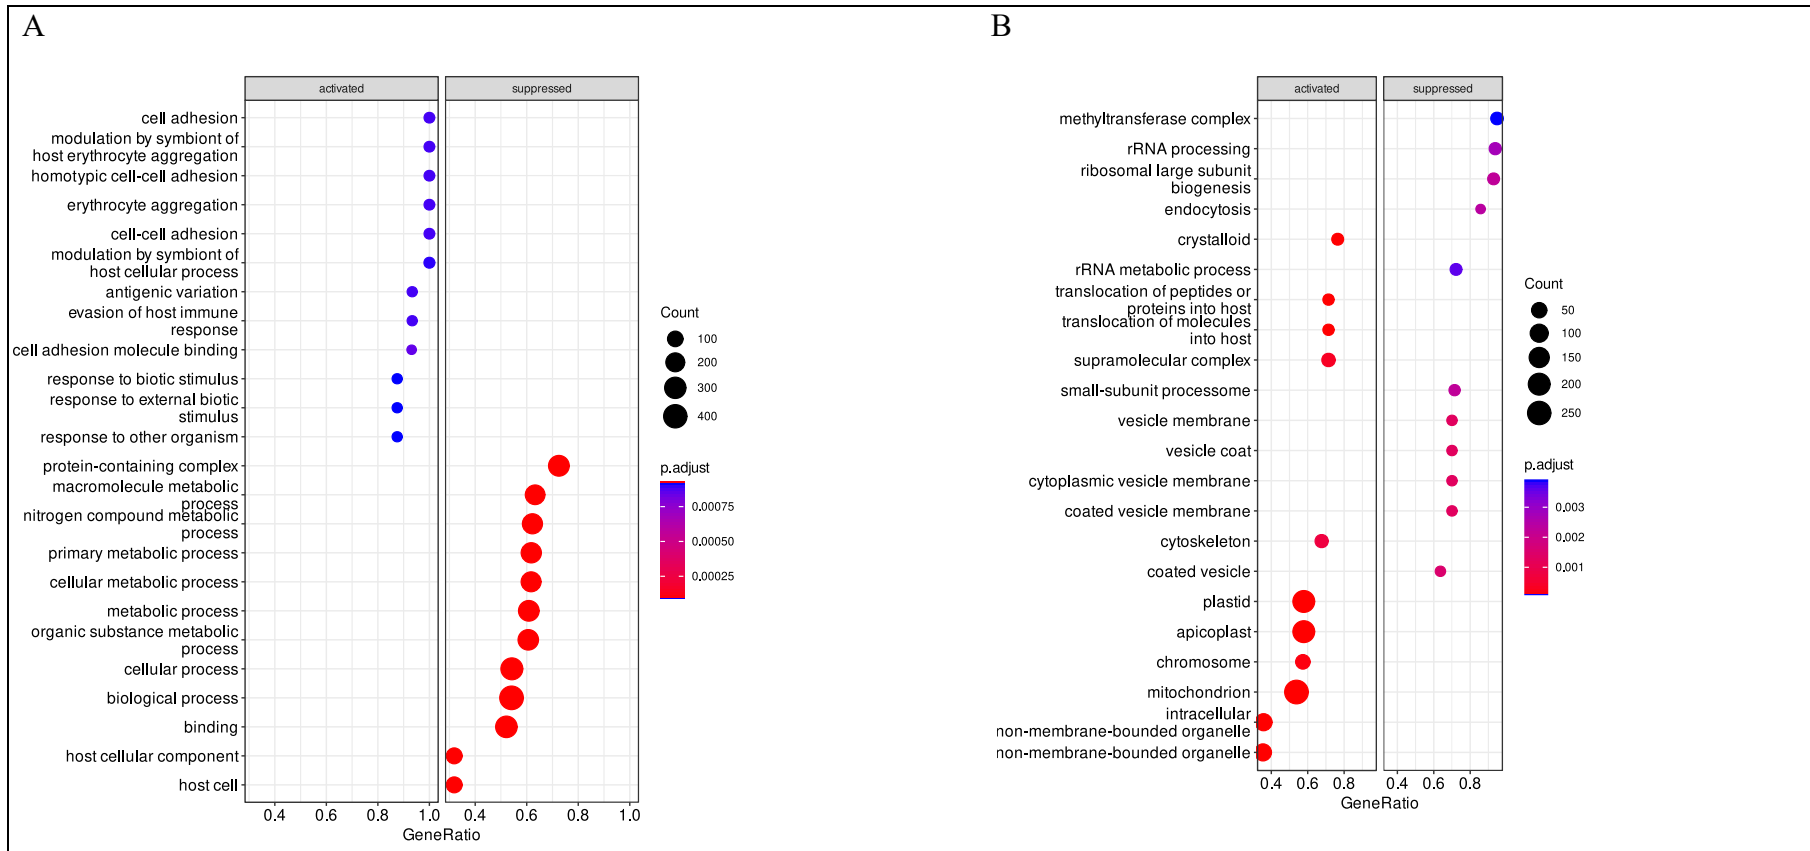 A
activated
suppressed
cell adhesion
modulation by symbiont of
host erythrocyte aggregation
homotypic cell-cell adhesion
erythrocyte aggregation
cell-cell adhesion
modulation by symbiont of
host cellular process
antigenic variation
evasion of host immune
response
cell adhesion molecule binding
response to biotic stimulus
response to external biotic
stimulus
response to other organism
protein-containing complex
macromolecule metabolic
process
nitrogen compound metabolic
process
primary metabolic process
cellular metabolic process
metabolic process
organic substance metabolic
process
cellular process
biological process
binding
host cellular component
host cell
0.4 0.6 0.8 1.0 0.4 0.6 0.8 1.0
GeneRatio
Count
100
200
300
400
p.adjust
0.00075
0.00050
0.00025
B
activated
suppressed
methyltransferase complex
rRNA processing
ribosomal large subunit
biogenesis
endocytosis
crystalloid
rRNA metabolic process
translocation of peptides or
proteins into host
translocation of molecules
into host
supramolecular complex
small-subunit processome
vesicle membrane
vesicle coat
cytoplasmic vesicle membrane
coated vesicle membrane
cytoskeleton
coated vesicle
plastid
apicoplast
chromosome
mitochondrion
intracellular
non-membrane-bounded organelle
non-membrane-bounded organelle
0.4 0.6 0.8 0.4 0.6 0.8
GeneRatio
Count
50
100
150
200
250
p.adjust
0.003
0.002
0.001